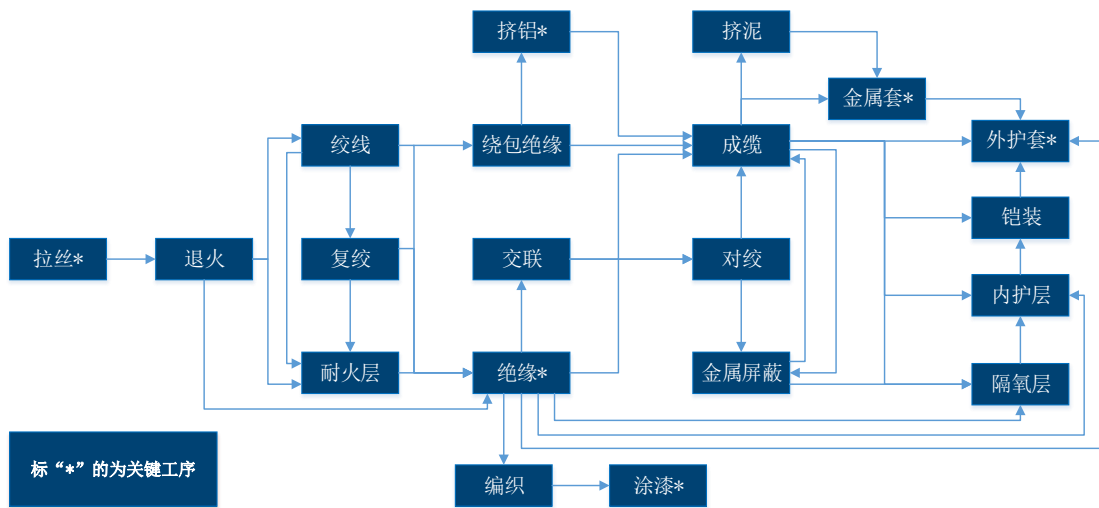 挤铝*
挤泥
金属套*
绞线
绕包绝缘
成缆
外护套*
铠装
拉丝*
退火
复绞
交联
对绞
内护层
耐火层
绝缘*
金属屏蔽
隔氧层
标“*”的为关键工序
编织
涂漆*